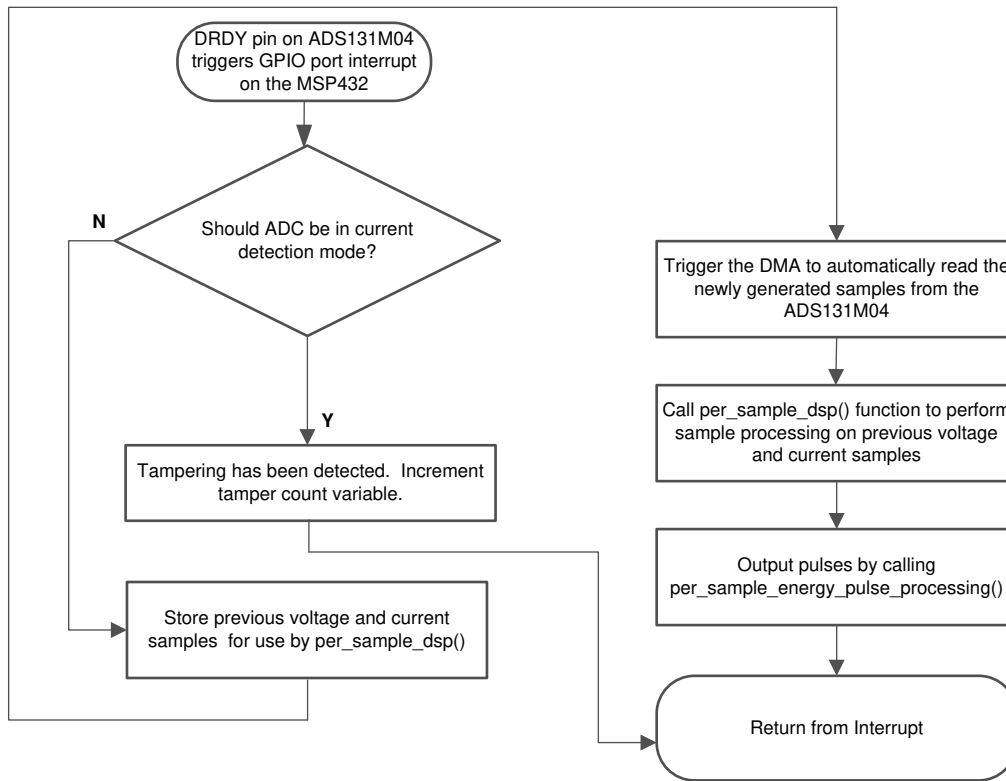 DRDY pin on ADS131M04
triggers GPIO port interrupt
on the MSP432
N
Should ADC be in current
detection mode?
Y
Tampering has been detected. Increment
tamper count variable.
Store previous voltage and current
samples for use by per_sample_dsp()
Trigger the DMA to automatically read the
newly generated samples from the
ADS131M04
Call per_sample_dsp() function to perform
sample processing on previous voltage
and current samples
Output pulses by calling
per_sample_energy_pulse_processing()
Return from Interrupt